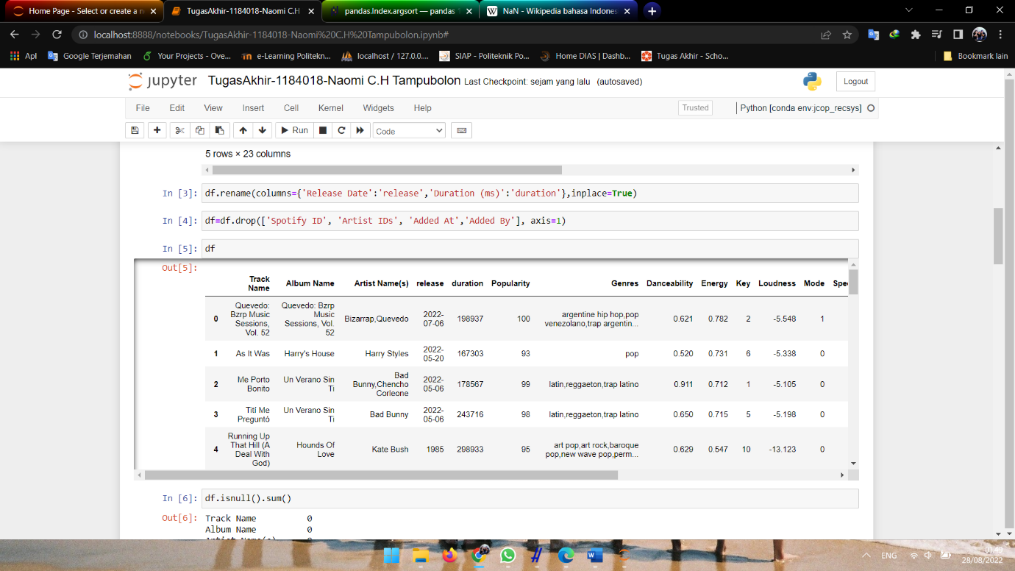 Home Page - Select or create a n
TugasAkhir-1184018-Naomi C.H
pandas.Index.argsort — pandas
NaN - Wikipedia bahasa Indones
localhost:8888/notebooks/TugasAkhir-1184018-Naomi%20C.H%20Tampubolon.ipynb#
Apl Google Terjemahan Your Projects - Ove... e-Learning Politekn... localhost / 127.0.0... SIAP - Politeknik Po... Home DIAS | Dashb... Tugas Akhir - Scho... Bookmark lain
jupyter TugasAkhir-1184018-Naomi C.H Tampubolon Last Checkpoint: sejam yang lalu (autosaved) Logout
File Edit View Insert Cell Kernel Widgets Help Trusted Python [conda env:jcop_recsys]
Run Code
5 rows × 23 columns
In [3]: df.rename(columns={'Release Date':'release','Duration (ms)':'duration'},inplace=True)
In [4]: df=df.drop(['Spotify ID', 'Artist IDs', 'Added At','Added By'], axis=1)
In [5]: df
Out[5]:
Track Name Album Name Artist Name(s) release duration Popularity Genres Danceability Energy Key Loudness Mode Spee
0 Quevedo: Bzrp Music Sessions, Vol. 52 Quevedo: Bzrp Music Sessions, Vol. 52 Bizarrap,Quevedo 2022-07-06 198937 100 argentine hip hop,pop venezolano,trap argentin... 0.621 0.782 2 -5.548 1
1 As It Was Harry's House Harry Styles 2022-05-20 167303 93 pop 0.520 0.731 6 -5.338 0
2 Me Porto Bonito Un Verano Sin Ti Bad Bunny,Chencho Corleone 2022-05-06 178567 99 latin,reggaeton,trap latino 0.911 0.712 1 -5.105 0
3 Tití Me Preguntó Un Verano Sin Ti Bad Bunny 2022-05-06 243716 98 latin,reggaeton,trap latino 0.650 0.715 5 -5.198 0
4 Running Up That Hill (A Deal With God) Hounds Of Love Kate Bush 1985 298933 95 art pop,art rock,baroque pop,new wave pop,perm... 0.629 0.547 10 -13.123 0
In [6]: df.isnull().sum()
Out[6]: Track Name 0
Album Name 0
ENG
28/08/2022